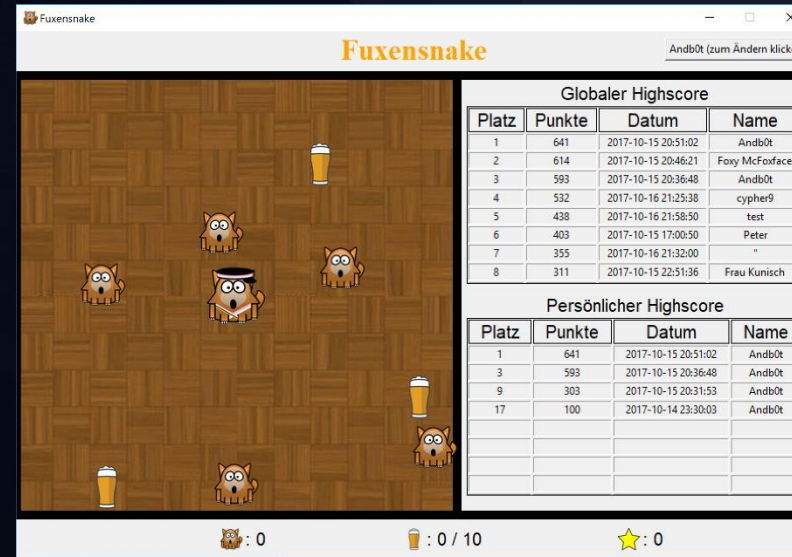 Fuxensnake
Fuxensnake
Andb0t (zum Ändern klick
Globaler Highscore
Platz Punkte Datum Name
1 641 2017-10-15 20:51:02 Andb0t
2 614 2017-10-15 20:46:21 Foxy McFoxface
3 593 2017-10-15 20:36:48 Andb0t
4 532 2017-10-16 21:25:38 cypher9
5 438 2017-10-16 21:58:50 test
6 403 2017-10-15 17:00:50 Peter
7 355 2017-10-16 21:32:00 "
8 311 2017-10-15 22:51:36 Frau Kunisch
Persönlicher Highscore
Platz Punkte Datum Name
1 641 2017-10-15 20:51:02 Andb0t
3 593 2017-10-15 20:36:48 Andb0t
9 303 2017-10-15 20:31:53 Andb0t
17 100 2017-10-14 23:30:03 Andb0t
: 0 : 0 / 10 : 0